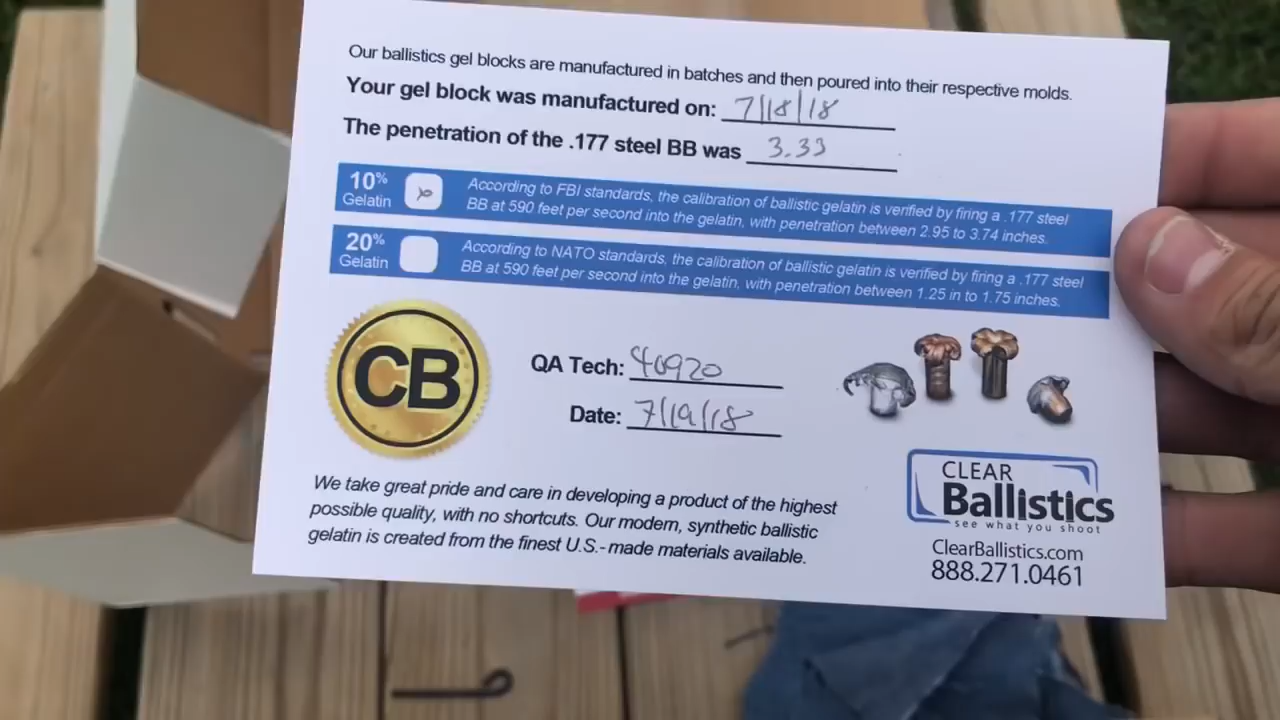 Our ballistics gel blocks are manufactured in batches and then poured into their respective molds.
Your gel block was manufactured on: 7/18/18
The penetration of the .177 steel BB was 3.33
10% Gelatin
According to FBI standards, the calibration of ballistic gelatin is verified by firing a .177 steel
BB at 590 feet per second into the gelatin, with penetration between 2.95 to 3.74 inches.
20% Gelatin
According to NATO standards, the calibration of ballistic gelatin is verified by firing a .177 steel
BB at 590 feet per second into the gelatin, with penetration between 1.25 in to 1.75 inches.
CB
QA Tech: 40920
Date: 7/19/18
We take great pride and care in developing a product of the highest
possible quality, with no shortcuts. Our modern, synthetic ballistic
gelatin is created from the finest U.S.- made materials available.
CLEAR
Ballistics
see what you shoot
ClearBallistics.com
888.271.0461